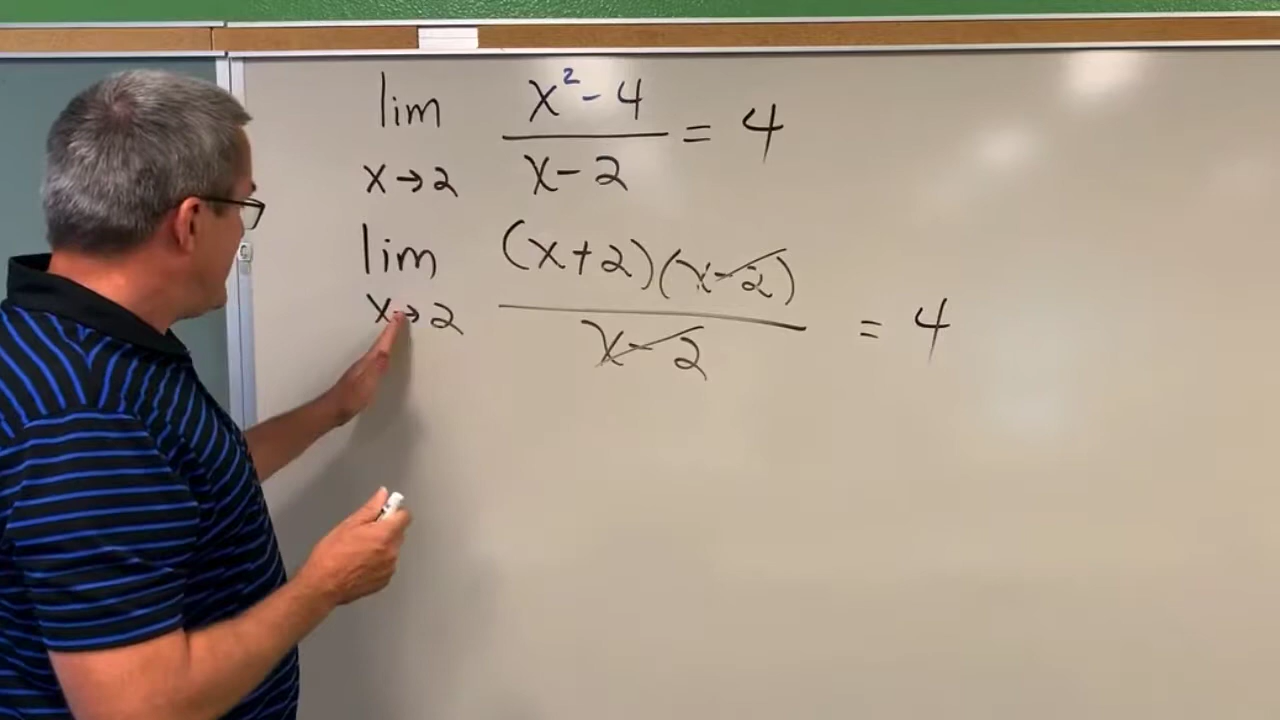 lim x→2 (x² - 4)/(x - 2) = 4
lim x→2 (x+2)(x-2)/(x-2) = 4